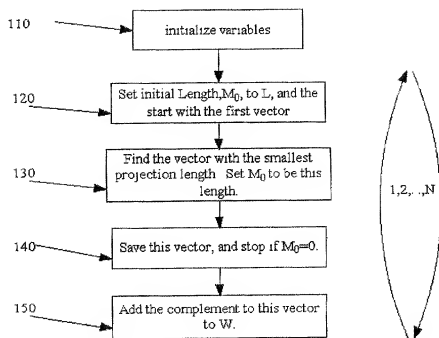 110
initialize variables
120
Set initial Length,M₀, to L, and the
start with the first vector
130
Find the vector with the smallest
projection length Set M₀ to be this
length.
1,2,...,N
140
Save this vector, and stop if M₀=0.
150
Add the complement to this vector
to W.